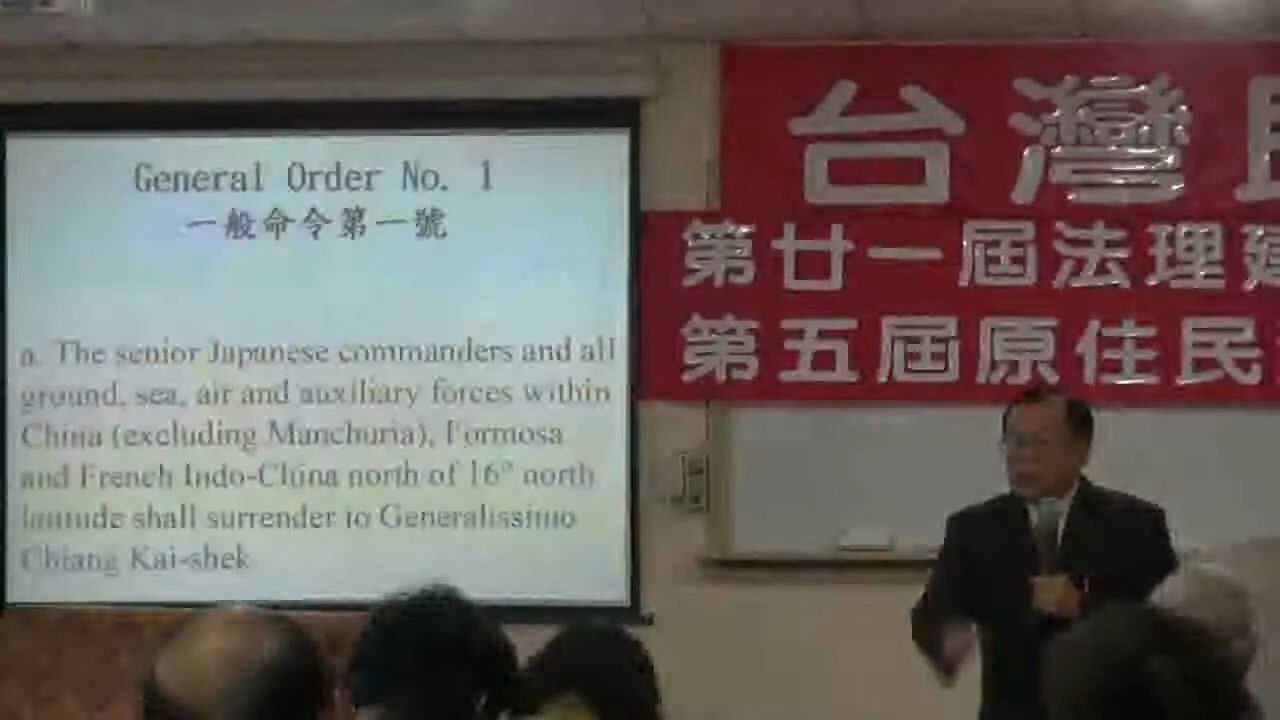 General Order No. 1
一般命令第一號
a. The senior Japanese commanders and all
ground, sea, air and auxiliary forces within
China (excluding Manchuria), Formosa
and French Indo-China north of 16° north
latitude shall surrender to Generalissimo
Chiang Kai-shek
台灣
第廿一屆法理建
第五屆原住民